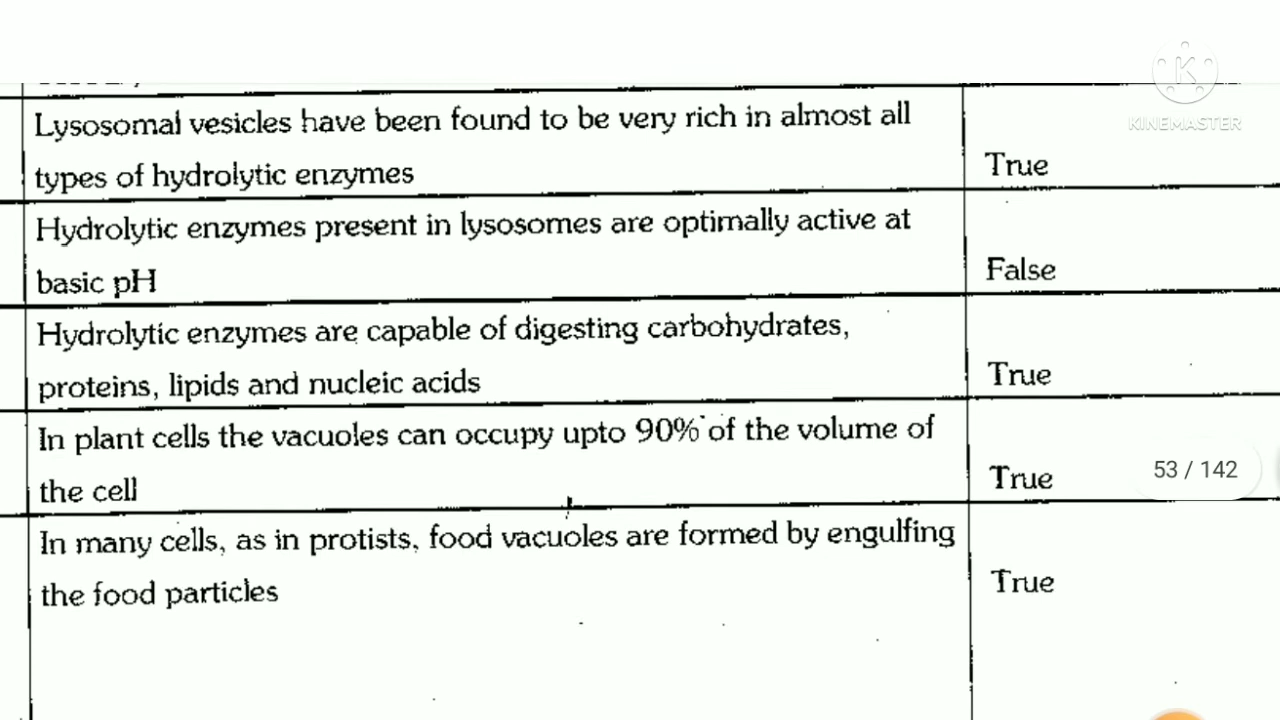 KINEMASTER
Lysosomal vesicles have been found to be very rich in almost all
types of hydrolytic enzymes
True
Hydrolytic enzymes present in lysosomes are optimally active at
basic pH
False
Hydrolytic enzymes are capable of digesting carbohydrates,
proteins, lipids and nucleic acids
True
In plant cells the vacuoles can occupy upto 90% of the volume of
the cell
True
53 / 142
In many cells, as in protists, food vacuoles are formed by engulfing
the food particles
True